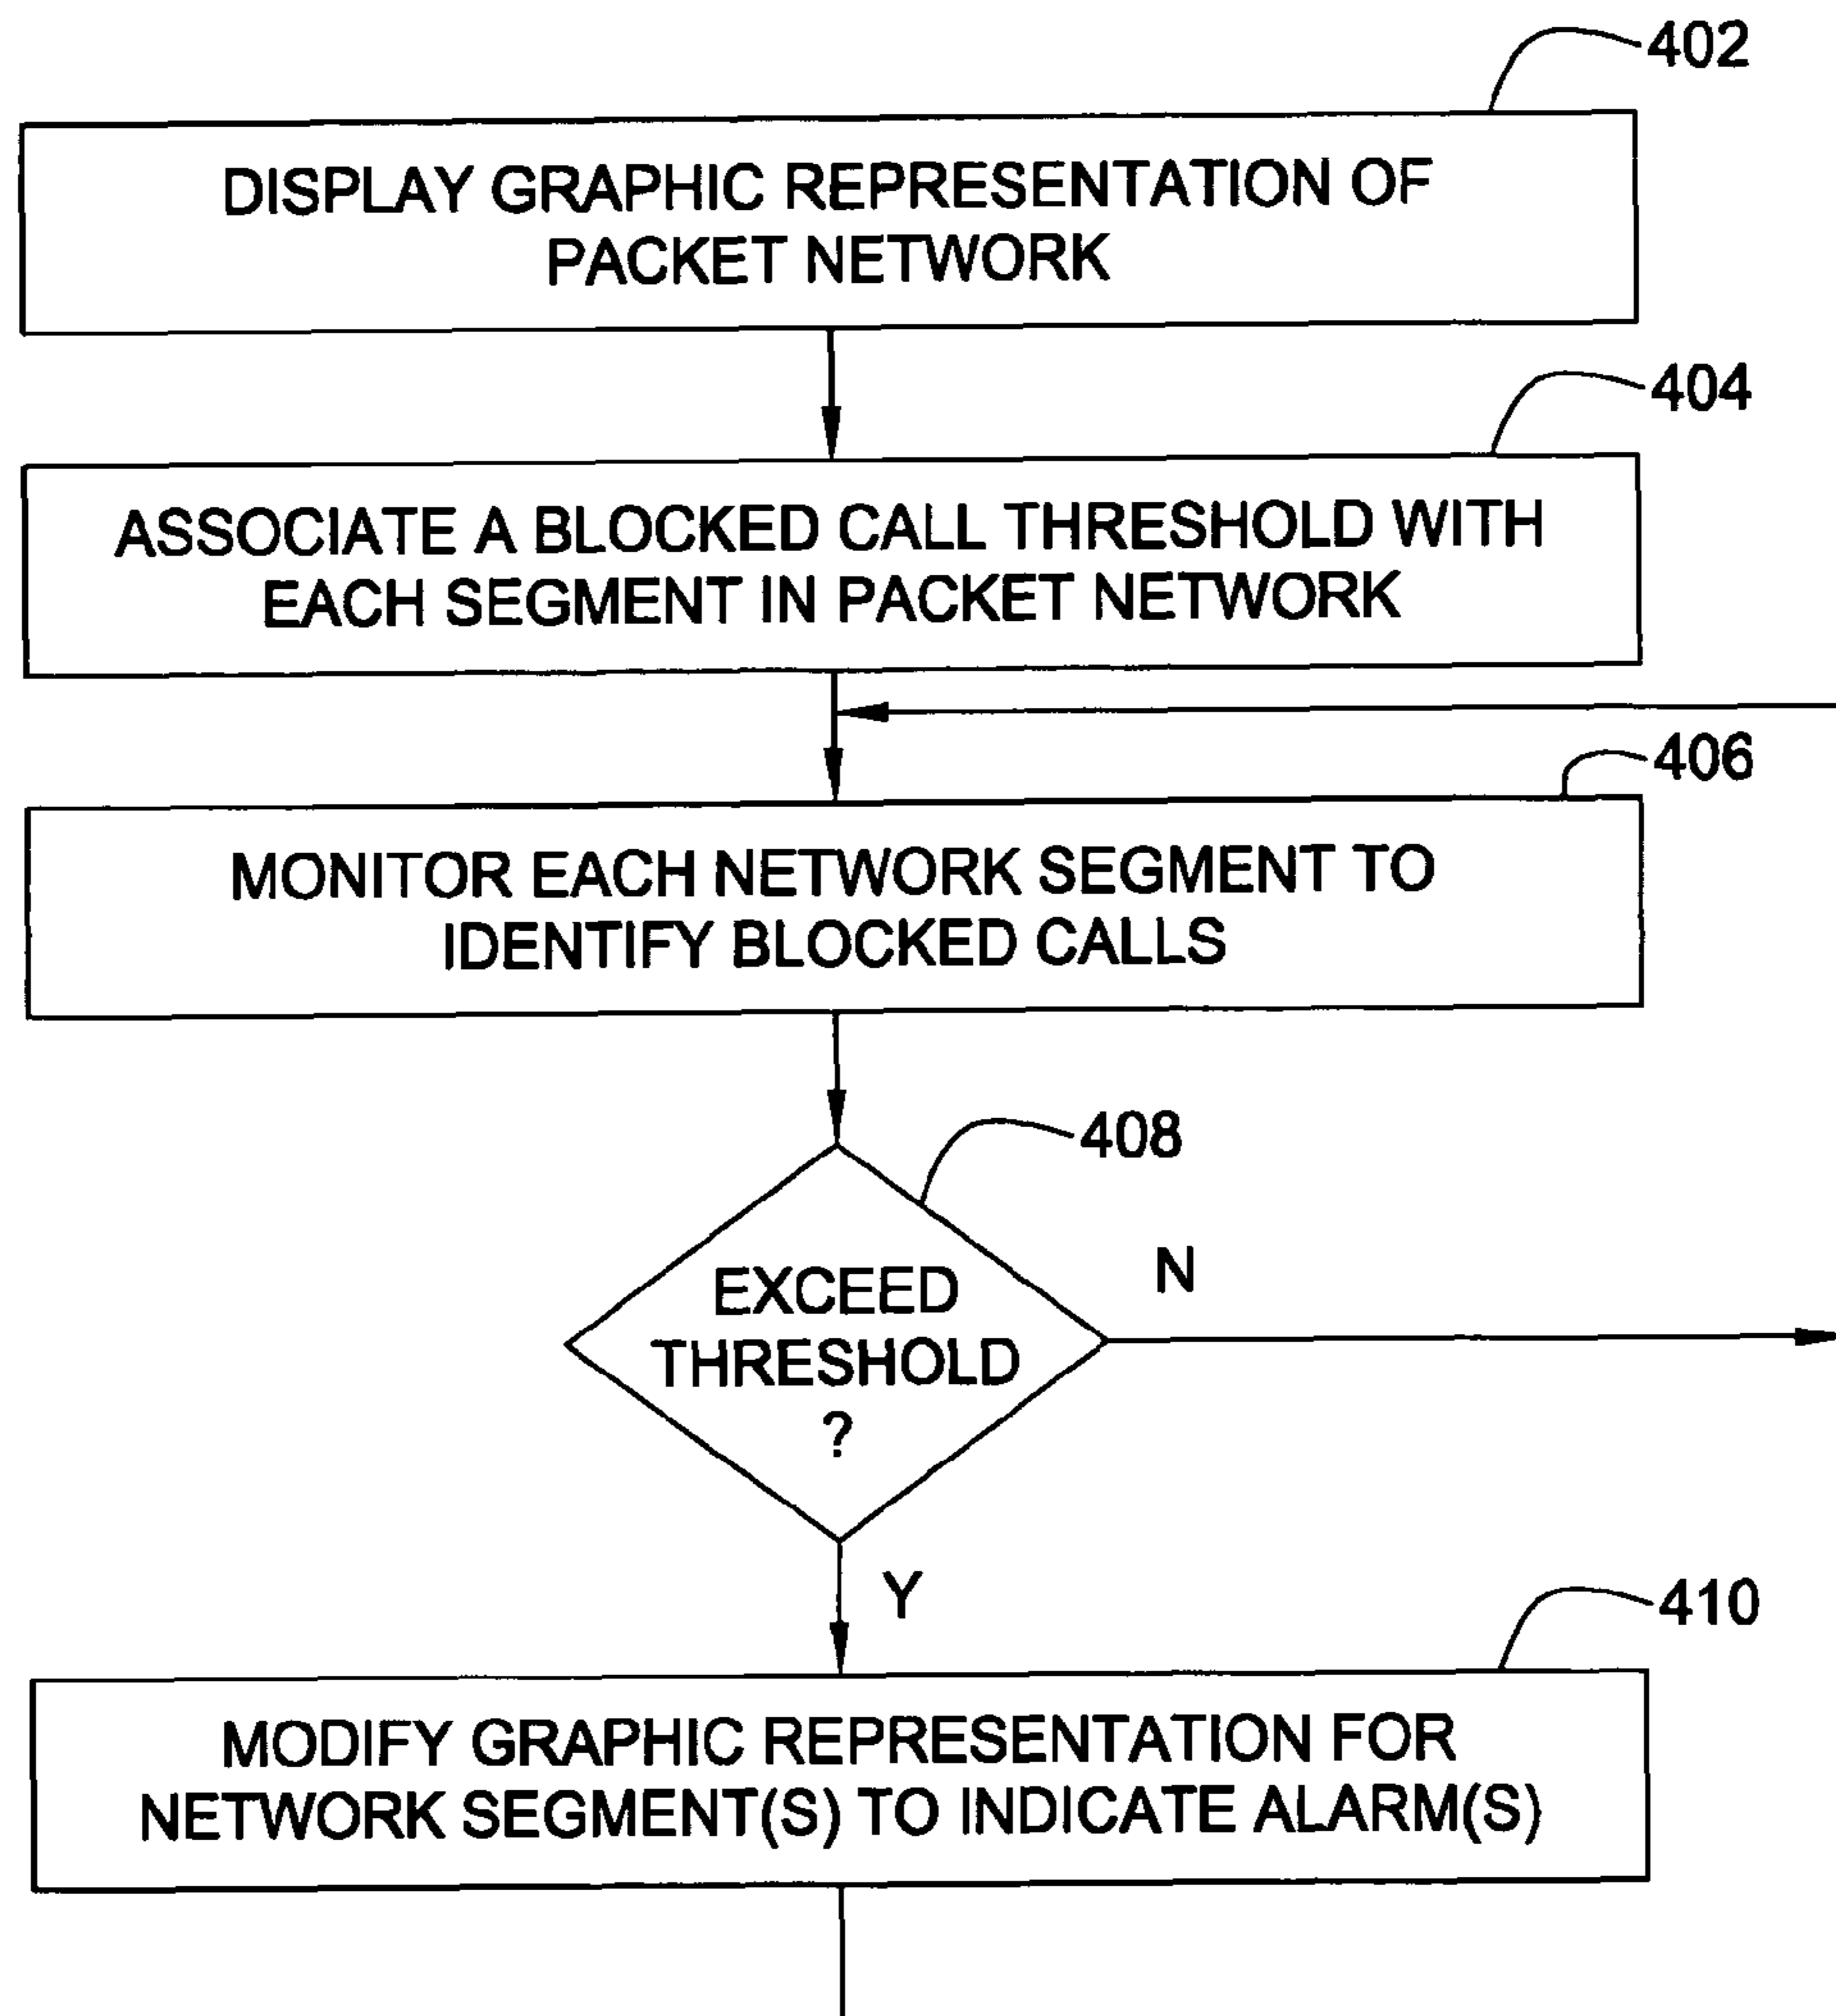 402
DISPLAY GRAPHIC REPRESENTATION OF
PACKET NETWORK
404
ASSOCIATE A BLOCKED CALL THRESHOLD WITH
EACH SEGMENT IN PACKET NETWORK
406
MONITOR EACH NETWORK SEGMENT TO
IDENTIFY BLOCKED CALLS
408
EXCEED
THRESHOLD
?
N
Y
410
MODIFY GRAPHIC REPRESENTATION FOR
NETWORK SEGMENT(S) TO INDICATE ALARM(S)